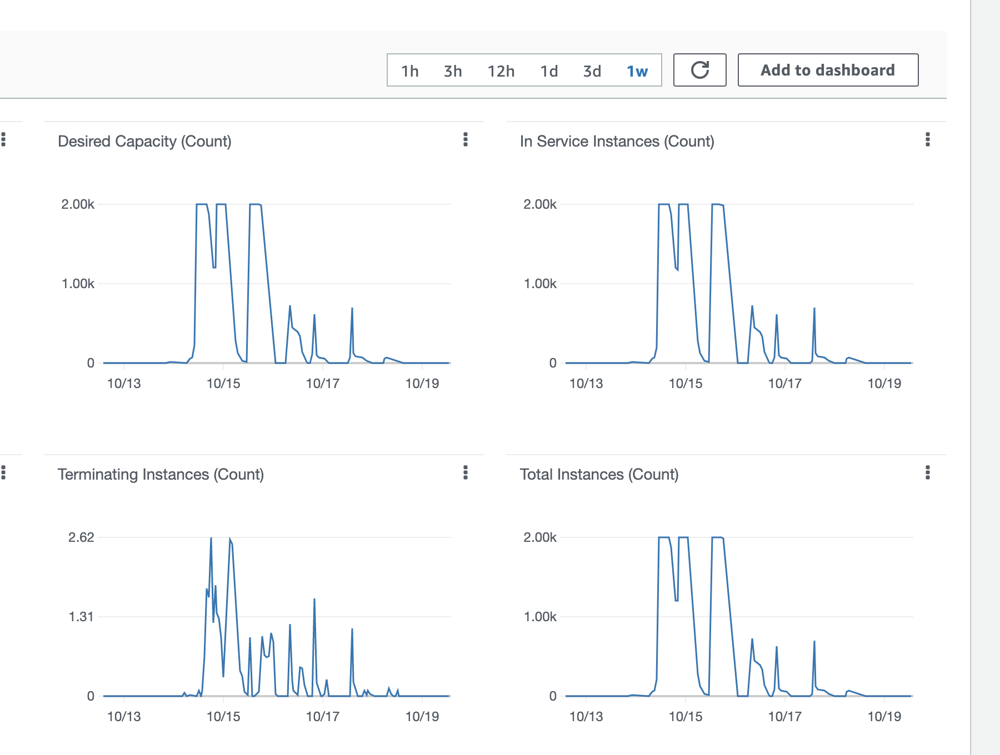 1h 3h 12h 1d 3d 1w Add to dashboard
Desired Capacity (Count)
2.00k
1.00k
0
10/13 10/15 10/17 10/19
In Service Instances (Count)
2.00k
1.00k
0
10/13 10/15 10/17 10/19
Terminating Instances (Count)
2.62
1.31
0
10/13 10/15 10/17 10/19
Total Instances (Count)
2.00k
1.00k
0
10/13 10/15 10/17 10/19